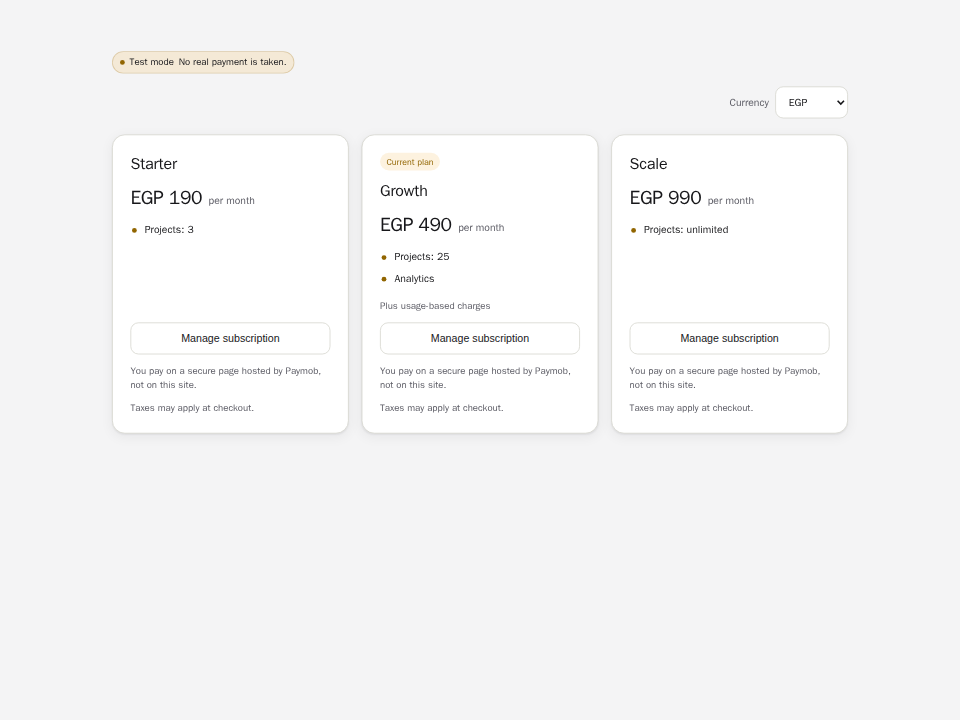 Test mode No real payment is taken.
Currency EGP
Starter
EGP 190 per month
Projects: 3
Manage subscription
You pay on a secure page hosted by Paymob,
not on this site.
Taxes may apply at checkout.
Current plan
Growth
EGP 490 per month
Projects: 25
Analytics
Plus usage-based charges
Manage subscription
You pay on a secure page hosted by Paymob,
not on this site.
Taxes may apply at checkout.
Scale
EGP 990 per month
Projects: unlimited
Manage subscription
You pay on a secure page hosted by Paymob,
not on this site.
Taxes may apply at checkout.